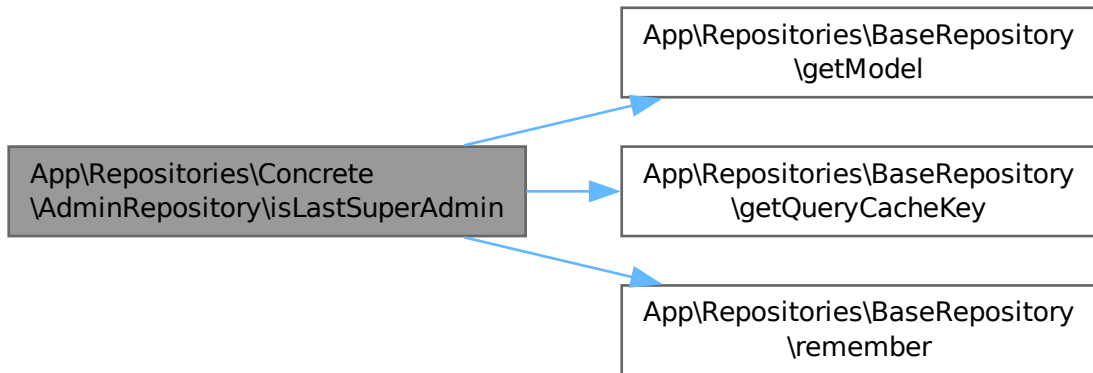 App\Repositories\BaseRepository
\getModel
App\Repositories\Concrete
\AdminRepository\isLastSuperAdmin
App\Repositories\BaseRepository
\getQueryCacheKey
App\Repositories\BaseRepository
\remember